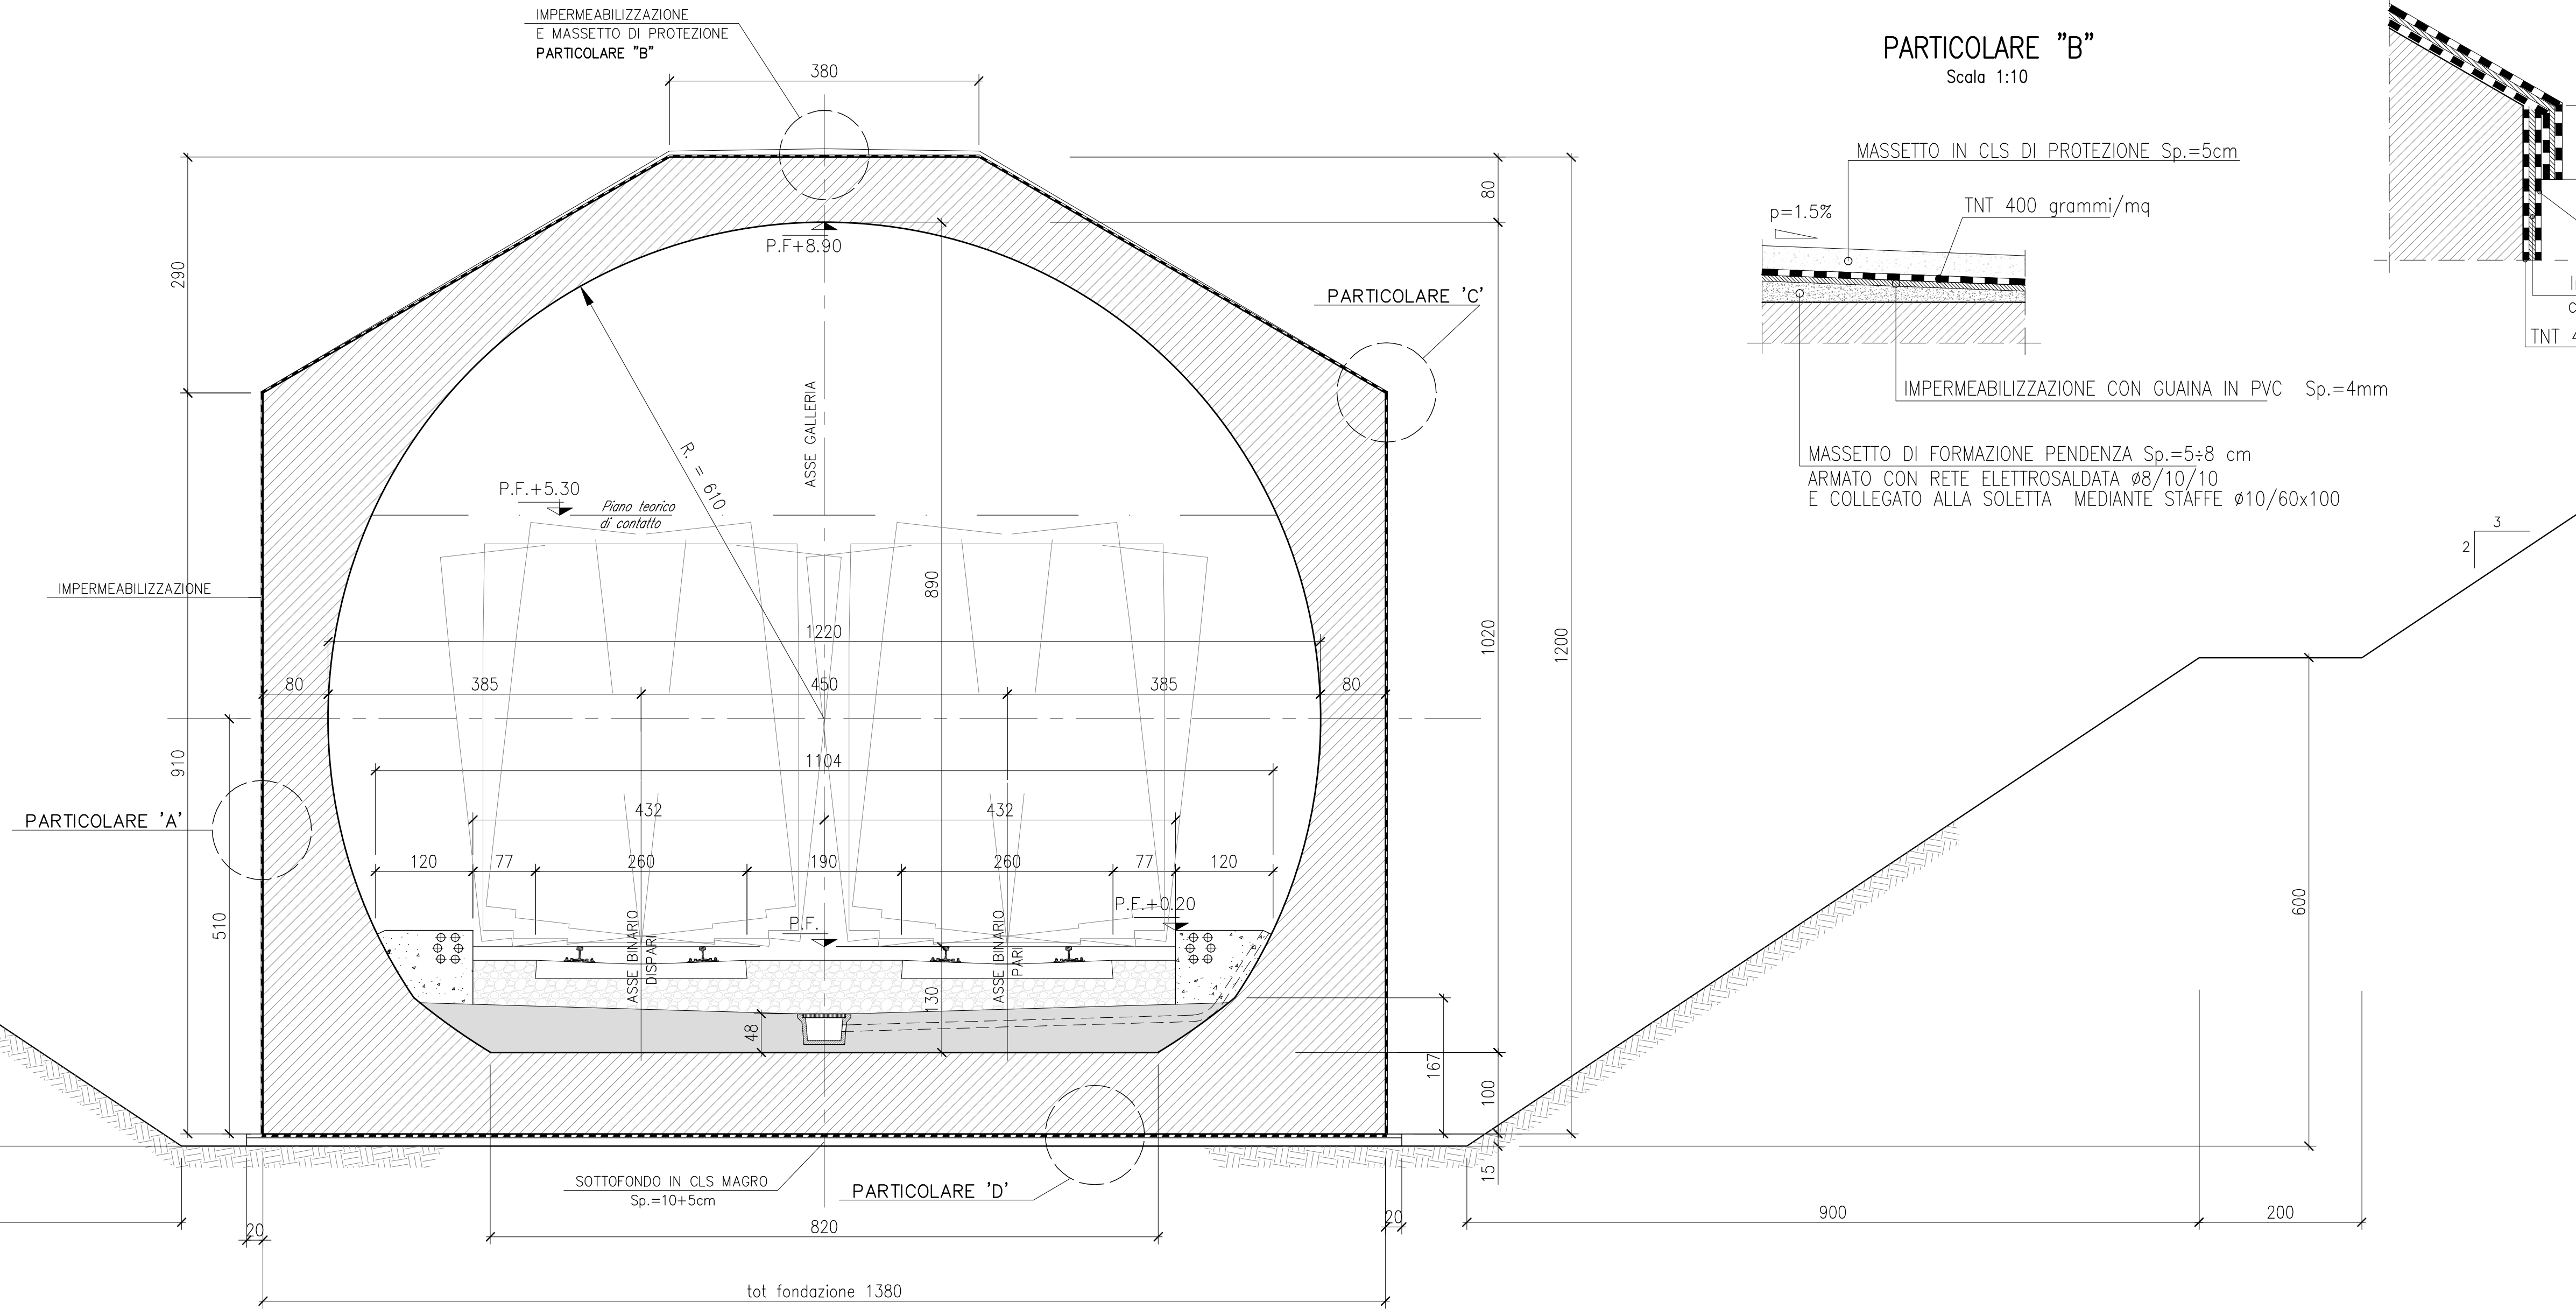 IMPERMEABILIZZAZIONE
E MASSETTO DI PROTEZIONE
PARTICOLARE "B"
380
290
910
510
80
1020
1200
P.F+8.90
ASSE GALLERIA
R. = 610
PARTICOLARE 'C'
P.F.+5.30
Piano teorico
di contatto
890
IMPERMEABILIZZAZIONE
1220
80
385
450
385
80
1104
432
432
PARTICOLARE 'A'
120
77
260
190
260
77
120
P.F.
P.F.+0.20
ASSE BINARIO
DISPARI
ASSE BINARIO
PARI
130
48
167
100
15
SOTTOFONDO IN CLS MAGRO
Sp.=10+5cm
PARTICOLARE 'D'
20
820
20
tot fondazione 1380
PARTICOLARE "B"
Scala 1:10
MASSETTO IN CLS DI PROTEZIONE Sp.=5cm
p=1.5%
TNT 400 grammi/mq
IMPERMEABILIZZAZIONE CON GUAINA IN PVC Sp.=4mm
MASSETTO DI FORMAZIONE PENDENZA Sp.=5÷8 cm
ARMATO CON RETE ELETTROSALDATA ø8/10/10
E COLLEGATO ALLA SOLETTA MEDIANTE STAFFE ø10/60x100
TNT
3
2
600
900
200